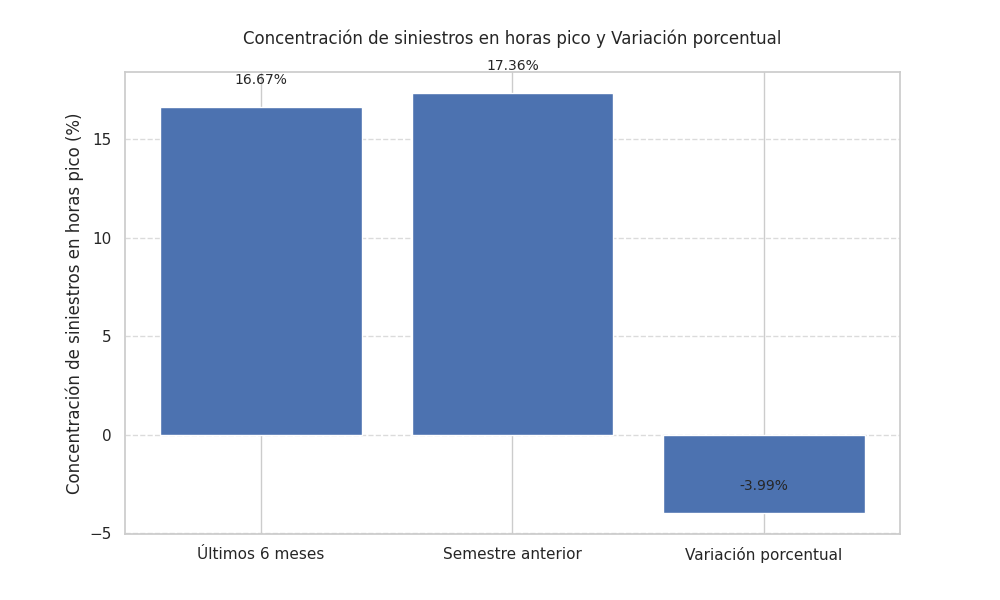 Concentración de siniestros en horas pico y Variación porcentual
Concentración de siniestros en horas pico (%)
17.36%
16.67%
15
10
5
0
-3.99%
−5
Últimos 6 meses
Semestre anterior
Variación porcentual